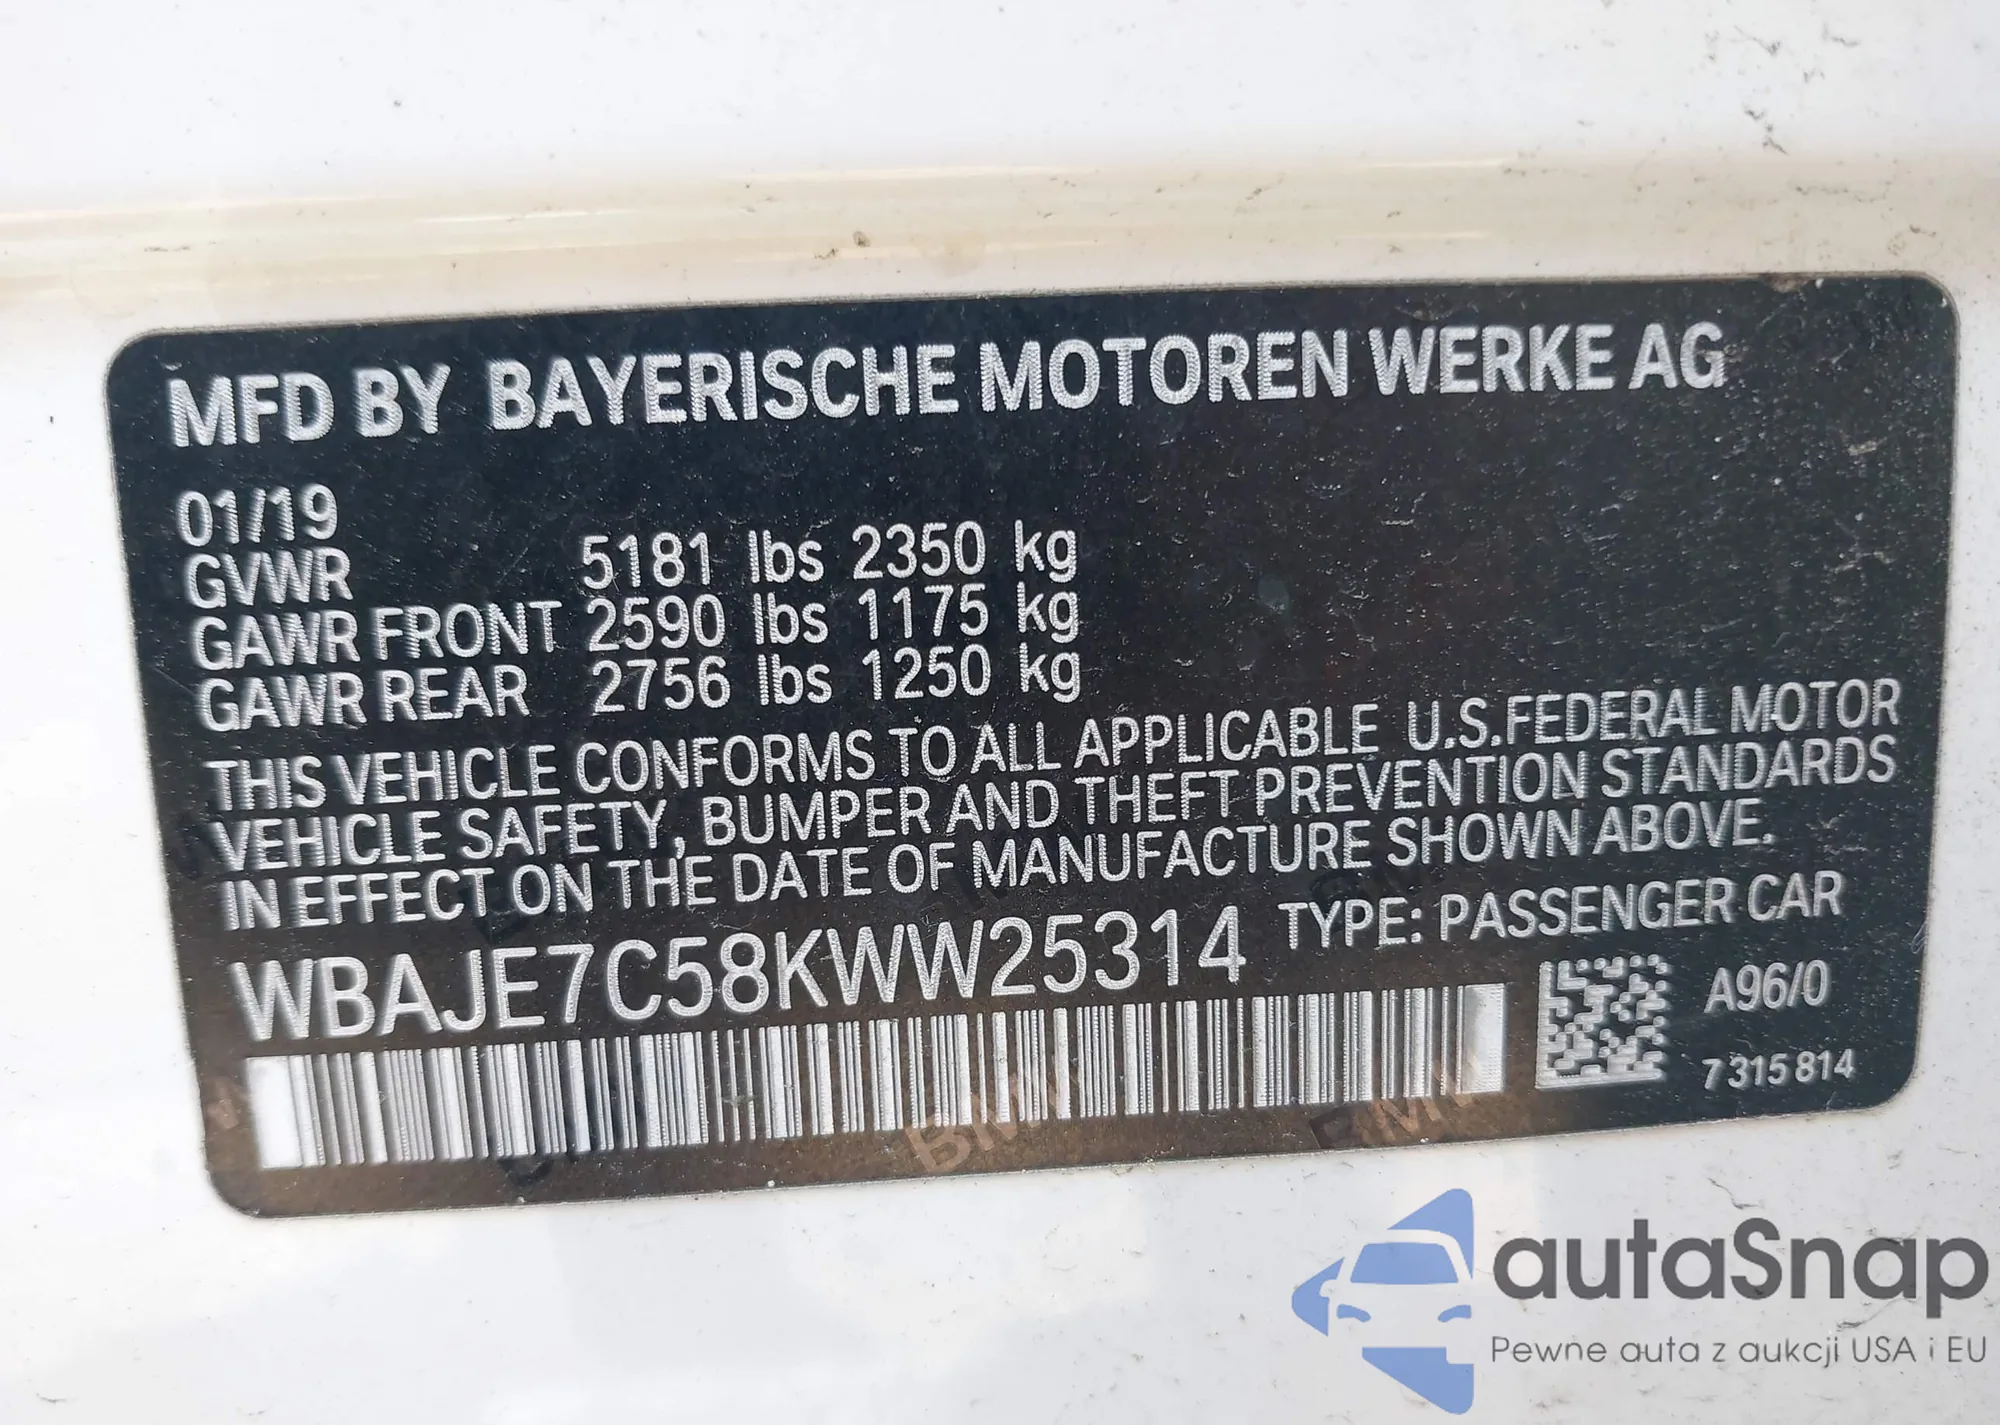 MFD BY BAYERISCHE MOTOREN WERKE AG
01/19
GVWR 5181 lbs 2350 kg
GAWR FRONT 2590 lbs 1175 kg
GAWR REAR 2756 lbs 1250 kg
THIS VEHICLE CONFORMS TO ALL APPLICABLE U.S.FEDERAL MOTOR
VEHICLE SAFETY, BUMPER AND THEFT PREVENTION STANDARDS
IN EFFECT ON THE DATE OF MANUFACTURE SHOWN ABOVE.
WBAJE7C58KWW25314 TYPE: PASSENGER CAR
A96/0
7315814
BMW
BMW
autaSnap
Pewne auta z aukcji USA i EU